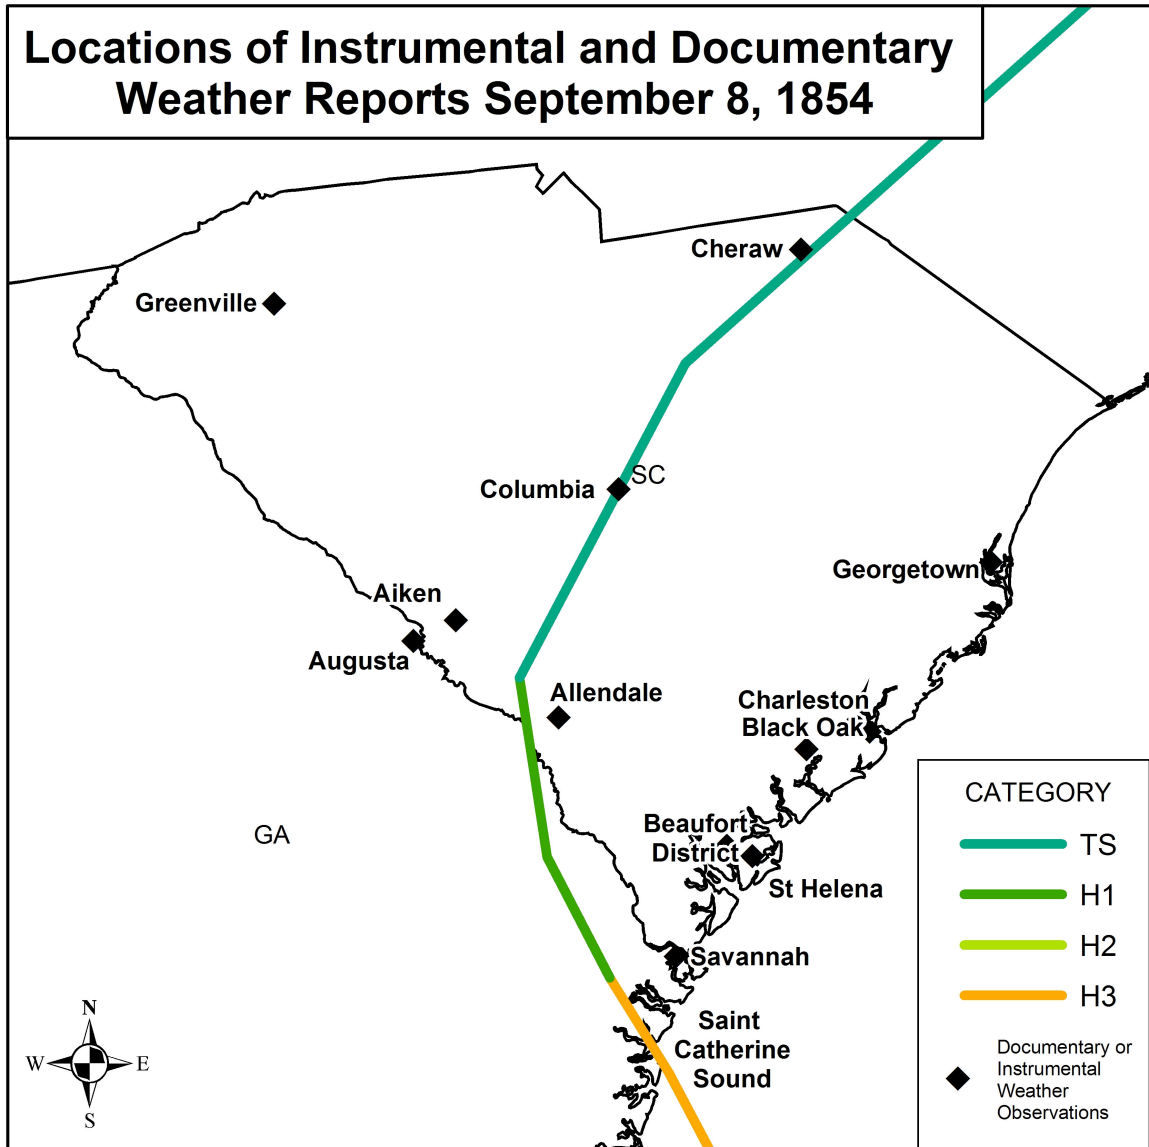 Locations of Instrumental and Documentary
Weather Reports September 8, 1854
Cheraw
Greenville
SC
Columbia
Georgetown
Aiken
Augusta
Allendale
Charleston
Black Oak
CATEGORY
TS
H1
H2
H3
Documentary or
Instrumental
Weather
Observations
GA
Beaufort
District
St Helena
Savannah
Saint
Catherine
Sound
N
W
E
S